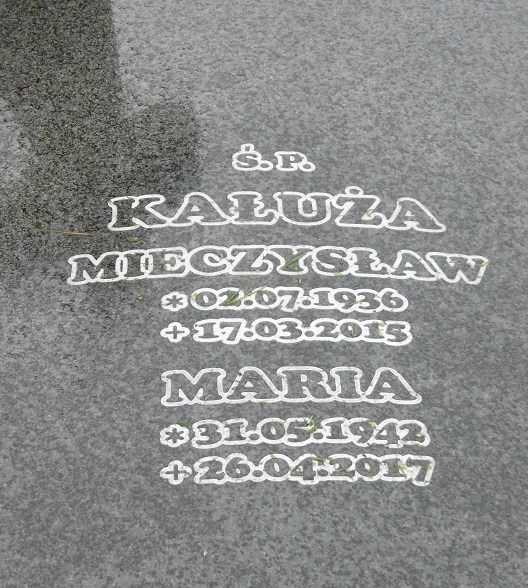 Ś.P.
KAŁUŻA
MIECZYSŁAW
* 02.07.1936
+ 17.03.2015
MARIA
* 31.05.1942
+ 26.04.2017